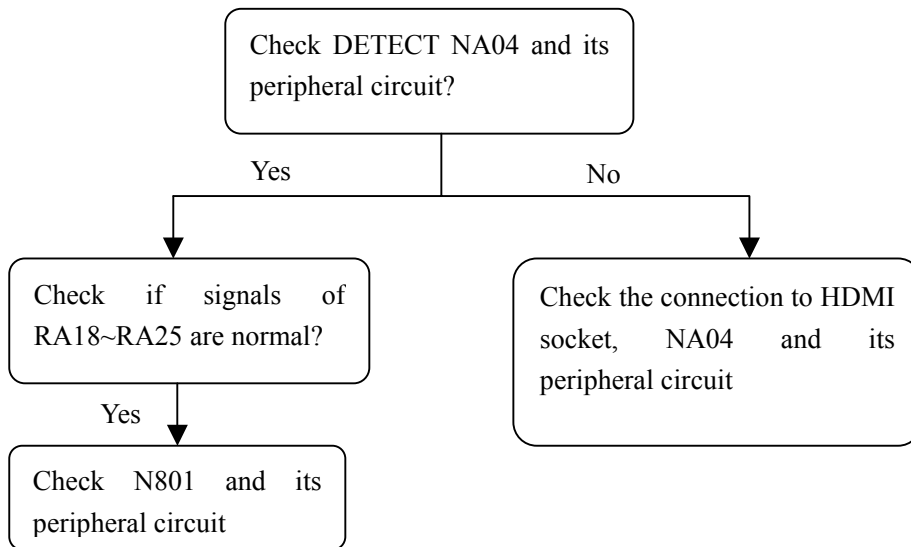 Check DETECT NA04 and its
peripheral circuit?
Yes
No
Check if signals of
RA18~RA25 are normal?
Check the connection to HDMI
socket, NA04 and its
peripheral circuit
Yes
Check N801 and its
peripheral circuit